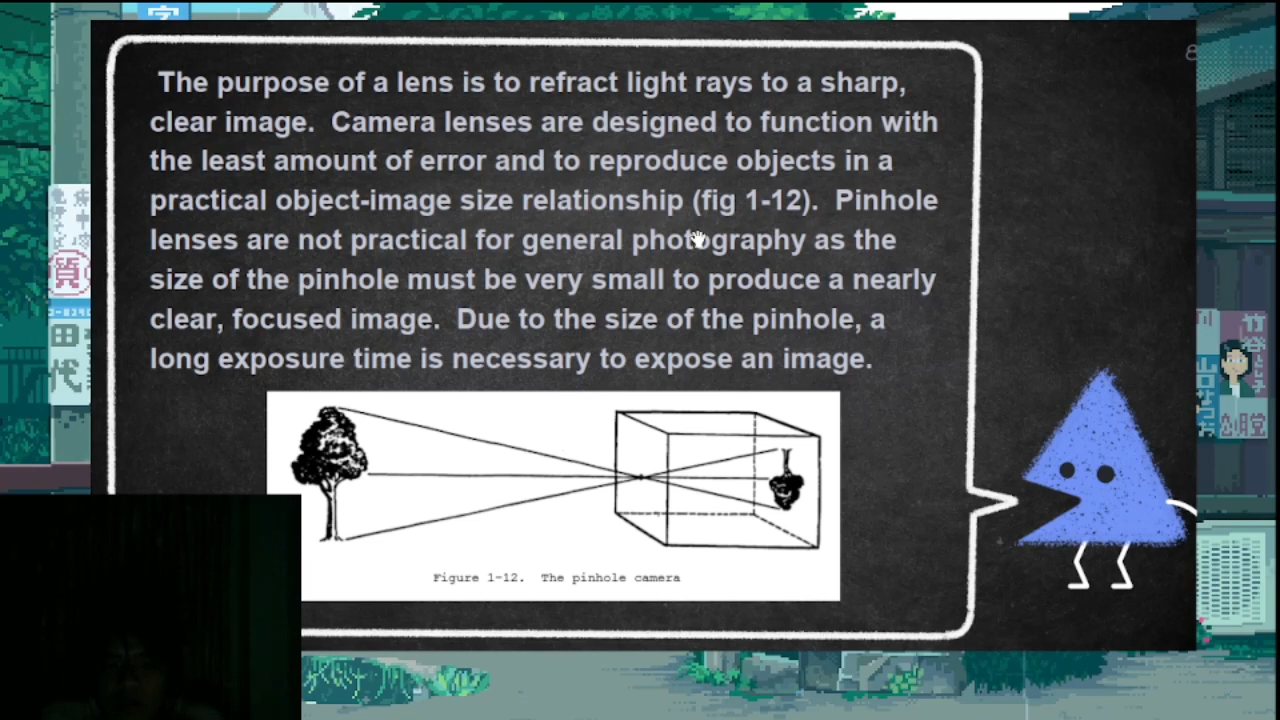 The purpose of a lens is to refract light rays to a sharp,
clear image.  Camera lenses are designed to function with
the least amount of error and to reproduce objects in a
practical object-image size relationship (fig 1-12).  Pinhole
lenses are not practical for general photography as the
size of the pinhole must be very small to produce a nearly
clear, focused image.  Due to the size of the pinhole, a
long exposure time is necessary to expose an image.
Figure 1-12.  The pinhole camera
質
田
代